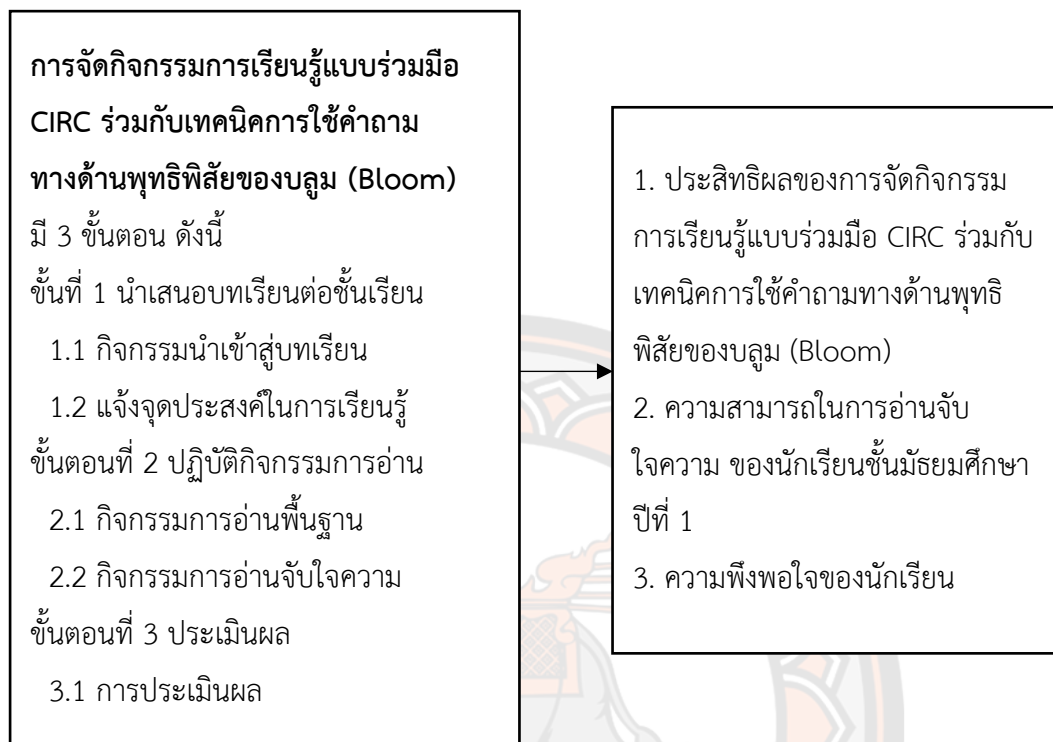 การจัดกิจกรรมการเรียนรู้แบบร่วมมือ
CIRC ร่วมกับเทคนิคการใช้คำถาม
ทางด้านพุทธิพิสัยของบลูม (Bloom)
มี 3 ขั้นตอน ดังนี้
ขั้นที่ 1 นำเสนอบทเรียนต่อชั้นเรียน
1.1 กิจกรรมนำเข้าสู่บทเรียน
1.2 แจ้งจุดประสงค์ในการเรียนรู้
ขั้นตอนที่ 2 ปฏิบัติกิจกรรมการอ่าน
2.1 กิจกรรมการอ่านพื้นฐาน
2.2 กิจกรรมการอ่านจับใจความ
ขั้นตอนที่ 3 ประเมินผล
3.1 การประเมินผล
1. ประสิทธิผลของการจัดกิจกรรม
การเรียนรู้แบบร่วมมือ CIRC ร่วมกับ
เทคนิคการใช้คำถามทางด้านพุทธิ
พิสัยของบลูม (Bloom)
2. ความสามารถในการอ่านจับ
ใจความ ของนักเรียนชั้นมัธยมศึกษา
ปีที่ 1
3. ความพึงพอใจของนักเรียน